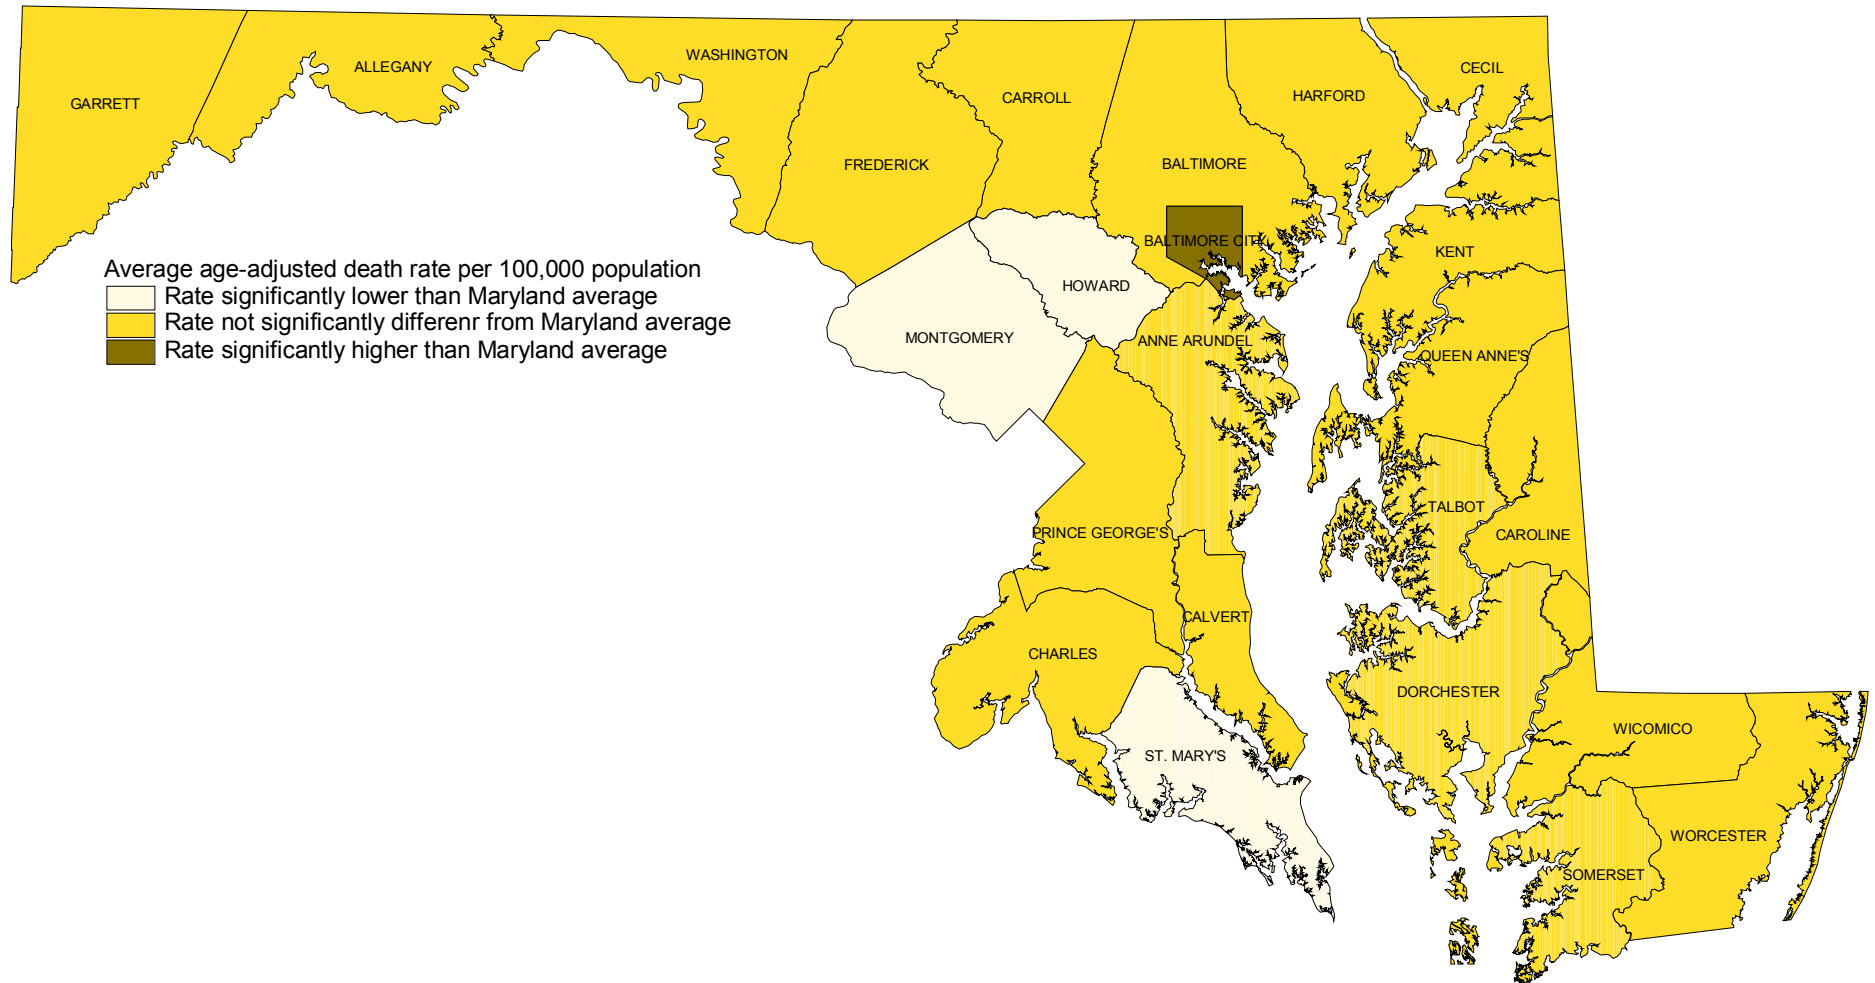 GARRETT
ALLEGANY
WASHINGTON
FREDERICK
CARROLL
BALTIMORE
HARFORD
CECIL
BALTIMORE CITY
KENT
Average age-adjusted death rate per 100,000 population
Rate significantly lower than Maryland average
Rate not significantly differenr from Maryland average
Rate significantly higher than Maryland average
HOWARD
MONTGOMERY
ANNE ARUNDEL
QUEEN ANNE'S
TALBOT
PRINCE GEORGE'S
CAROLINE
CALVERT
CHARLES
DORCHESTER
WICOMICO
ST. MARY'S
WORCESTER
SOMERSET